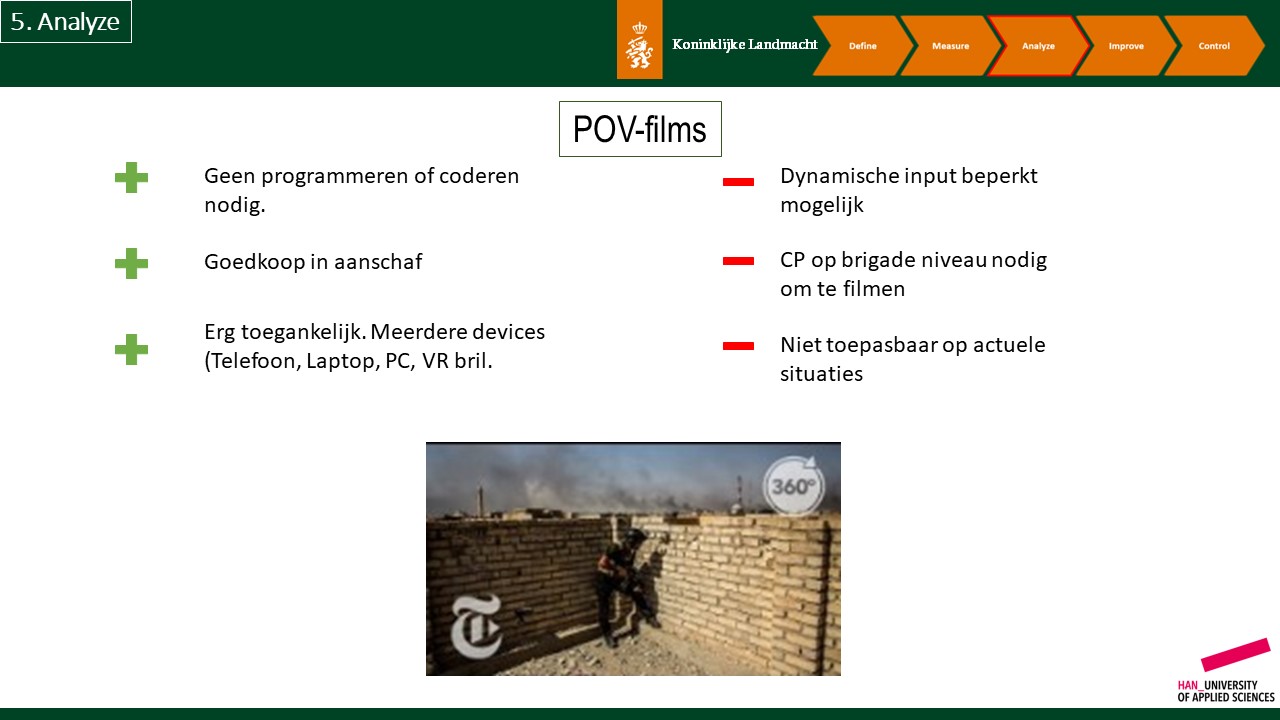 5. Analyze
Koninklijke Landmacht
Define
Measure
Analyze
Improve
Control
POV-films
Geen programmeren of coderen
nodig.
Goedkoop in aanschaf
Erg toegankelijk. Meerdere devices
(Telefoon, Laptop, PC, VR bril.
Dynamische input beperkt
mogelijk
CP op brigade niveau nodig
om te filmen
Niet toepasbaar op actuele
situaties
360°
T
HAN_UNIVERSITY
OF APPLIED SCIENCES